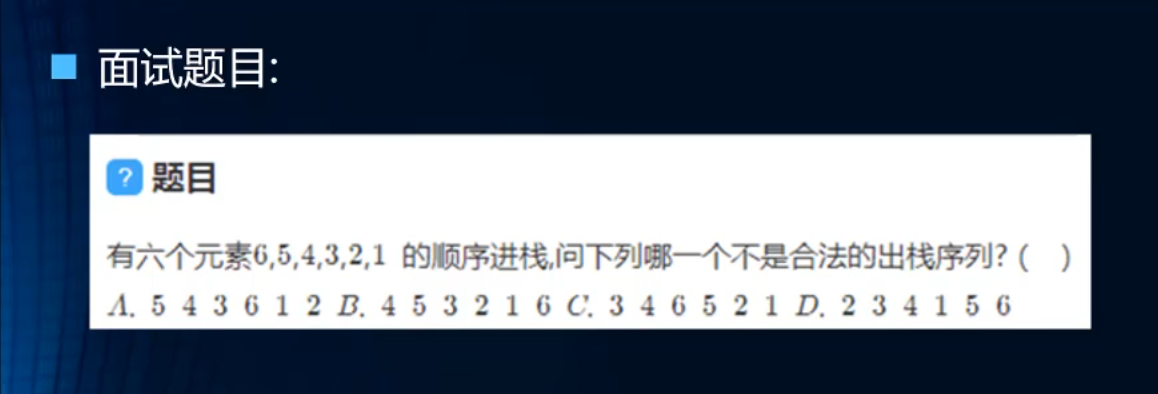 面试题目:
? 题目
有六个元素6,5,4,3,2,1 的顺序进栈,问下列哪一个不是合法的出栈序列? ( )
A. 5 4 3 6 1 2 B. 4 5 3 2 1 6 C. 3 4 6 5 2 1 D. 2 3 4 1 5 6